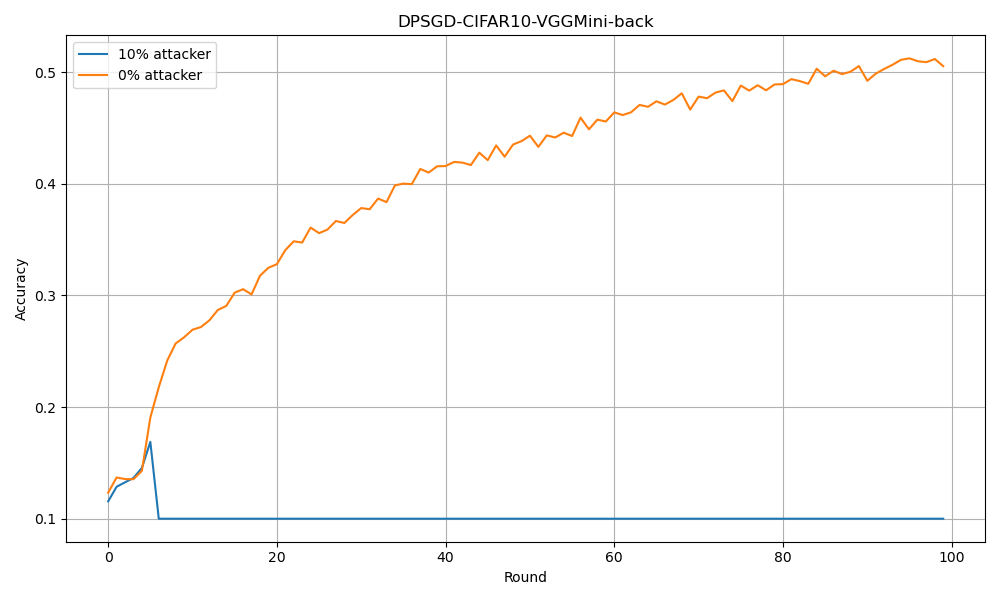 DPSGD-CIFAR10-VGGMini-back
10% attacker
0% attacker
Accuracy
0.5
0.4
0.3
0.2
0.1
0 20 40 60 80 100
Round